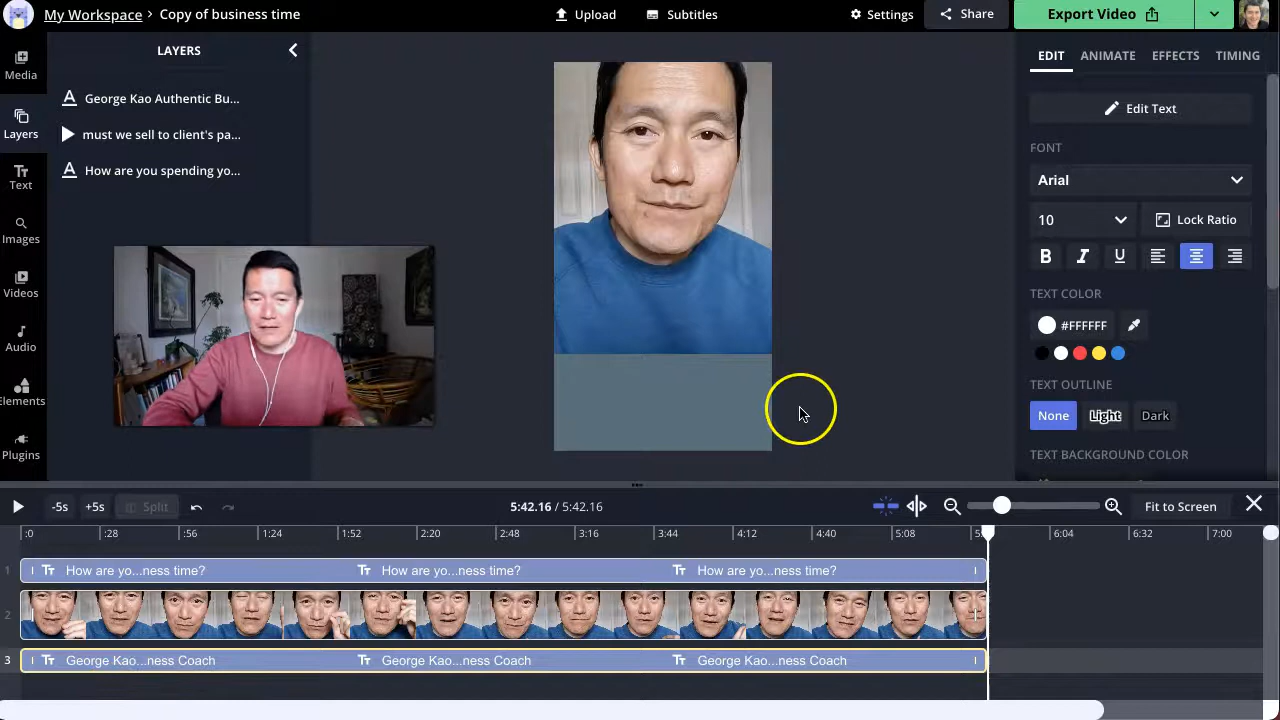 My Workspace > Copy of business time
Upload
Subtitles
Settings
Share
Export Video
Media
Layers
Text
Images
Videos
Audio
Elements
Plugins
LAYERS
George Kao Authentic Bu...
must we sell to client's pa...
How are you spending yo...
EDIT ANIMATE EFFECTS TIMING
Edit Text
FONT
Arial
10
Lock Ratio
B I U
TEXT COLOR
#FFFFFF
TEXT OUTLINE
None Light Dark
TEXT BACKGROUND COLOR
-5s +5s Split
5:42.16 / 5:42.16
Fit to Screen
:0 :28 :56 1:24 1:52 2:20 2:48 3:16 3:44 4:12 4:40 5:08 6:04 6:32 7:00
1 How are yo...ness time? How are yo...ness time? How are yo...ness time?
2
3 George Kao...ness Coach George Kao...ness Coach George Kao...ness Coach